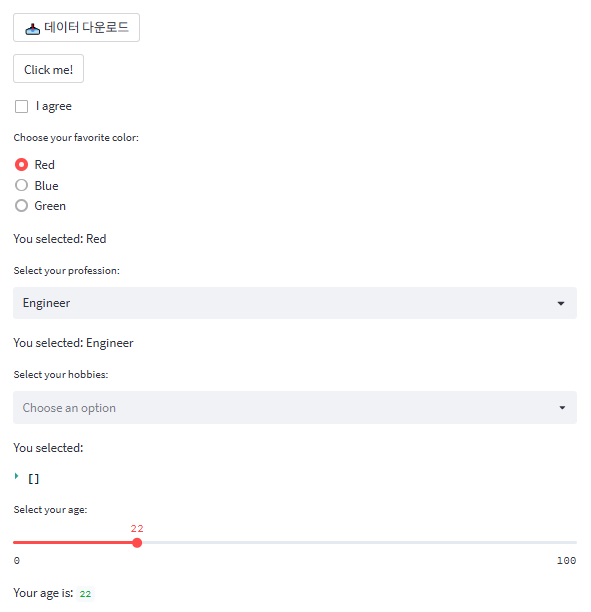 데이터 다운로드
Click me!
I agree
Choose your favorite color:
Red
Blue
Green
You selected: Red
Select your profession:
Engineer
You selected: Engineer
Select your hobbies:
Choose an option
You selected:
[]
Select your age:
22
0 100
Your age is: 22